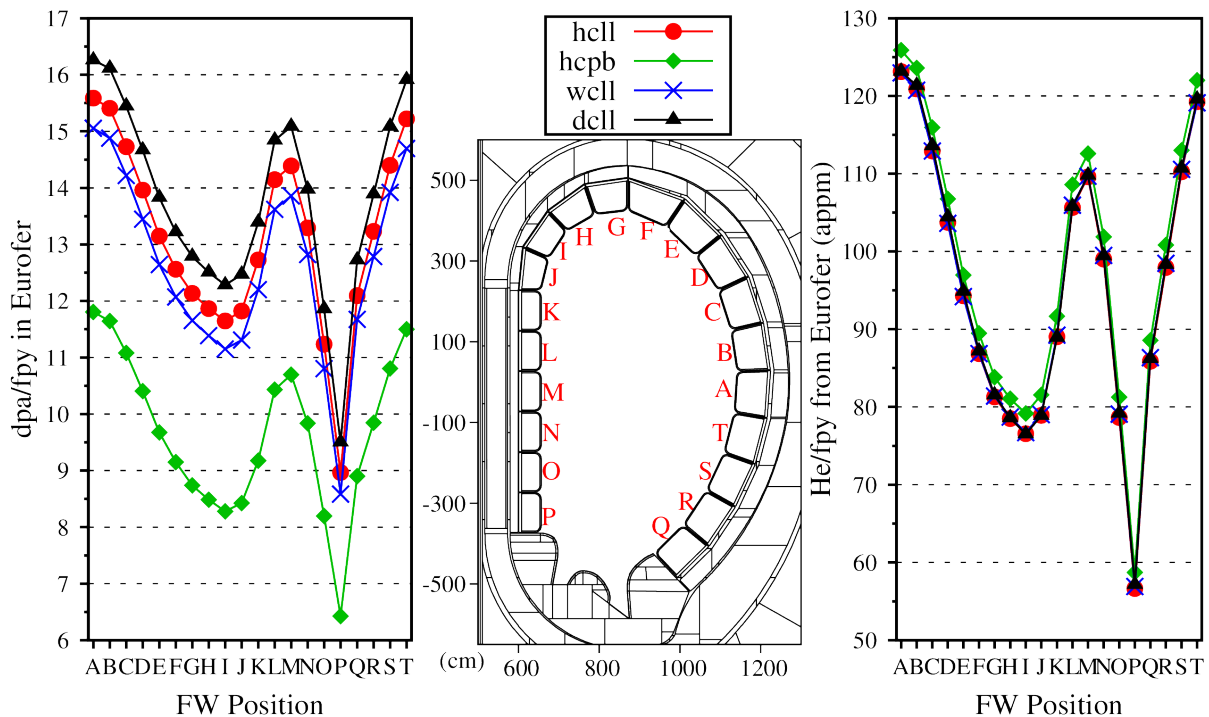 dpa/fpy in Eurofer
17
16
15
14
13
12
11
10
9
8
7
6
A B C D E F G H I J K L M N O P Q R S T
FW Position
hcll
hcpb
wcll
dcll
500
300
100
-100
-300
-500
(cm) 600 800 1000 1200
G
H F
I E
J D
K C
L B
M A
N T
O S
P R
Q
He/fpy from Eurofer (appm)
130
120
110
100
90
80
70
60
50
A B C D E F G H I J K L M N O P Q R S T
FW Position